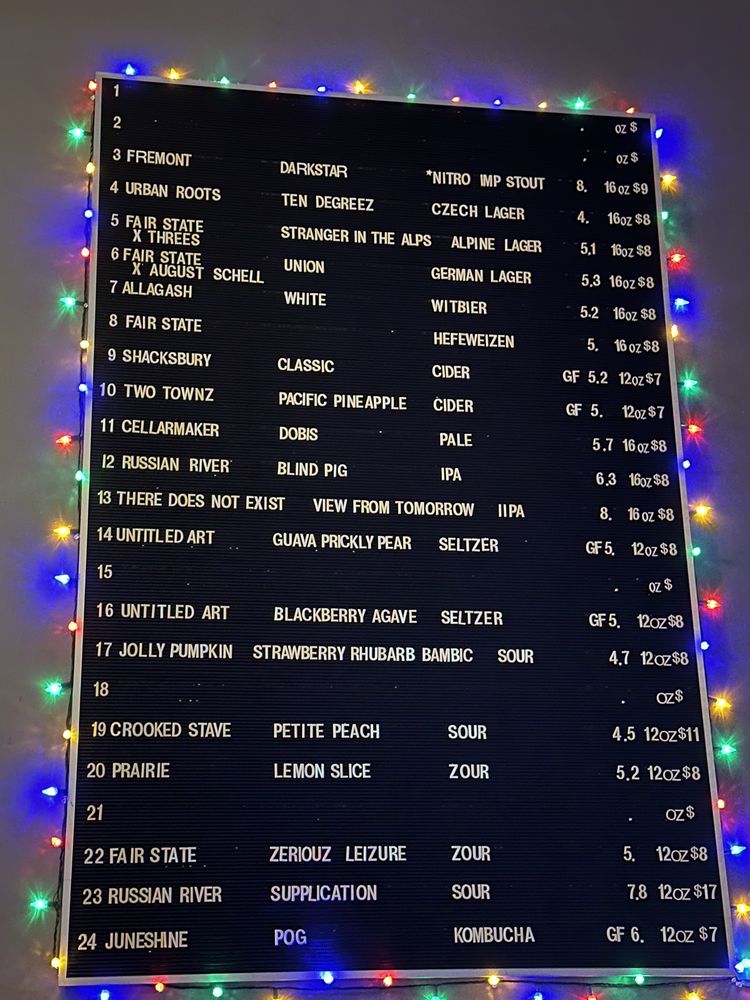 1 . oz $
2 . oz $
3 FREMONT DARKSTAR *NITRO IMP STOUT 8. 16 oz $9
4 URBAN ROOTS TEN DEGREEZ CZECH LAGER 4. 16oz $8
5 FAIR STATE
X THREES STRANGER IN THE ALPS ALPINE LAGER 5.1 16oz $8
6 FAIR STATE
X AUGUST SCHELL UNION GERMAN LAGER 5.3 16oz $8
7 ALLAGASH WHITE WITBIER 5.2 16oz $8
8 FAIR STATE HEFEWEIZEN 5. 16 oz $8
9 SHACKSBURY CLASSIC CIDER GF 5.2 12oz $7
10 TWO TOWNZ PACIFIC PINEAPPLE CIDER GF 5. 12oz $7
11 CELLARMAKER DOBIS PALE 5.7 16 oz $8
12 RUSSIAN RIVER BLIND PIG IPA 6.3 16oz $8
13 THERE DOES NOT EXIST VIEW FROM TOMORROW IIPA 8. 16 oz $8
14 UNTITLED ART GUAVA PRICKLY PEAR SELTZER GF 5. 12oz $8
15 . oz $
16 UNTITLED ART BLACKBERRY AGAVE SELTZER GF 5. 12oz $8
17 JOLLY PUMPKIN STRAWBERRY RHUBARB BAMBIC SOUR 4.7 12oz $8
18 . oz $
19 CROOKED STAVE PETITE PEACH SOUR 4.5 12oz $11
20 PRAIRIE LEMON SLICE ZOUR 5.2 12oz $8
21 . oz $
22 FAIR STATE ZERIOUZ LEIZURE ZOUR 5. 12oz $8
23 RUSSIAN RIVER SUPPLICATION SOUR 7.8 12oz $17
24 JUNESHINE POG KOMBUCHA GF 6. 12oz $7